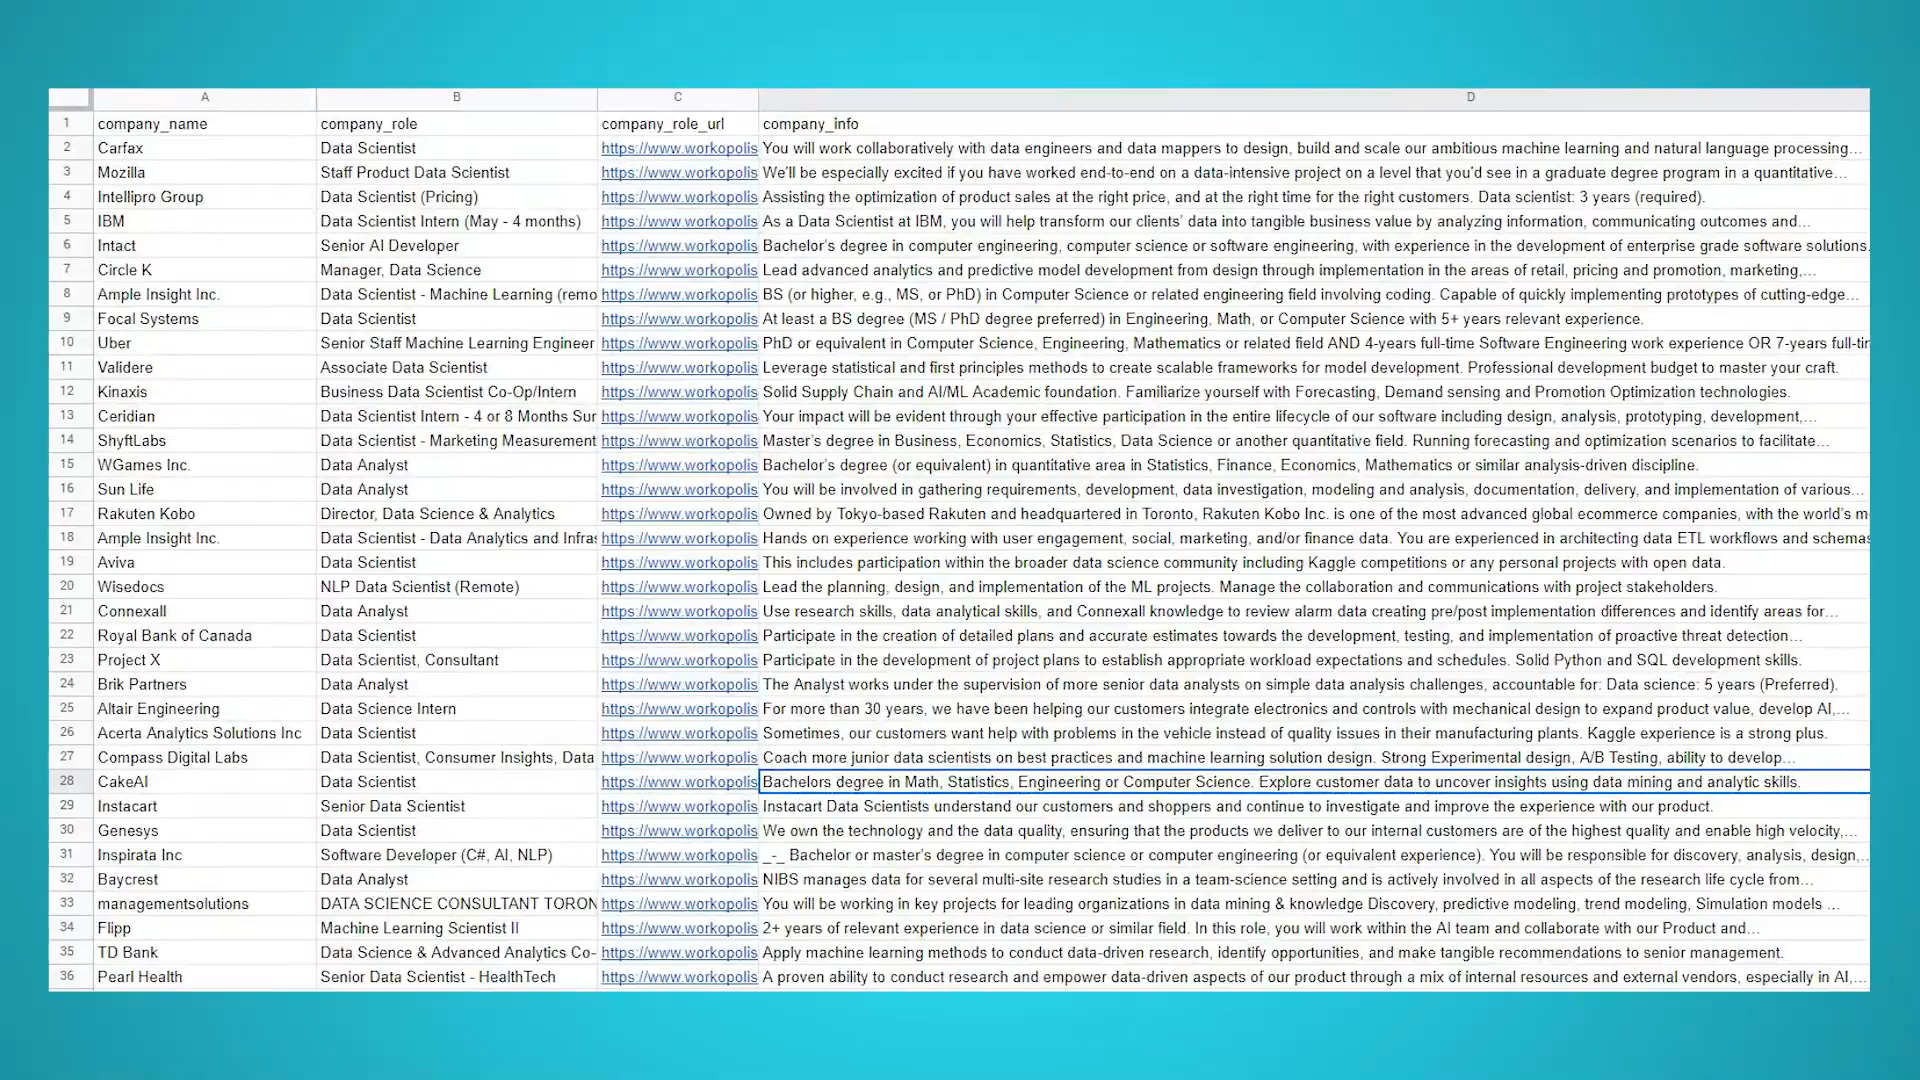 A B C D
1 company_name company_role company_role_url company_info
2 Carfax Data Scientist https://www.workopolis You will work collaboratively with data engineers and data mappers to design, build and scale our ambitious machine learning and natural language processing...
3 Mozilla Staff Product Data Scientist https://www.workopolis We'll be especially excited if you have worked end-to-end on a data-intensive project on a level that you'd see in a graduate degree program in a quantitative...
4 Intellipro Group Data Scientist (Pricing) https://www.workopolis Assisting the optimization of product sales at the right price, and at the right time for the right customers. Data scientist: 3 years (required).
5 IBM Data Scientist Intern (May - 4 months) https://www.workopolis As a Data Scientist at IBM, you will help transform our clients' data into tangible business value by analyzing information, communicating outcomes and...
6 Intact Senior AI Developer https://www.workopolis Bachelor's degree in computer engineering, computer science or software engineering, with experience in the development of enterprise grade software solutions.
7 Circle K Manager, Data Science https://www.workopolis Lead advanced analytics and predictive model development from design through implementation in the areas of retail, pricing and promotion, marketing,...
8 Ample Insight Inc. Data Scientist - Machine Learning (remo https://www.workopolis BS (or higher, e.g., MS, or PhD) in Computer Science or related engineering field involving coding. Capable of quickly implementing prototypes of cutting-edge...
9 Focal Systems Data Scientist https://www.workopolis At least a BS degree (MS / PhD degree preferred) in Engineering, Math, or Computer Science with 5+ years relevant experience.
10 Uber Senior Staff Machine Learning Engineer https://www.workopolis PhD or equivalent in Computer Science, Engineering, Mathematics or related field AND 4-years full-time Software Engineering work experience OR 7-years full-tir
11 Validere Associate Data Scientist https://www.workopolis Leverage statistical and first principles methods to create scalable frameworks for model development. Professional development budget to master your craft.
12 Kinaxis Business Data Scientist Co-Op/Intern https://www.workopolis Solid Supply Chain and AI/ML Academic foundation. Familiarize yourself with Forecasting, Demand sensing and Promotion Optimization technologies.
13 Ceridian Data Scientist Intern - 4 or 8 Months Sur https://www.workopolis Your impact will be evident through your effective participation in the entire lifecycle of our software including design, analysis, prototyping, development,...
14 ShyftLabs Data Scientist - Marketing Measurement https://www.workopolis Master's degree in Business, Economics, Statistics, Data Science or another quantitative field. Running forecasting and optimization scenarios to facilitate...
15 WGames Inc. Data Analyst https://www.workopolis Bachelor's degree (or equivalent) in quantitative area in Statistics, Finance, Economics, Mathematics or similar analysis-driven discipline.
16 Sun Life Data Analyst https://www.workopolis You will be involved in gathering requirements, development, data investigation, modeling and analysis, documentation, delivery, and implementation of various...
17 Rakuten Kobo Director, Data Science & Analytics https://www.workopolis Owned by Tokyo-based Rakuten and headquartered in Toronto, Rakuten Kobo Inc. is one of the most advanced global ecommerce companies, with the world's m
18 Ample Insight Inc. Data Scientist - Data Analytics and Infras https://www.workopolis Hands on experience working with user engagement, social, marketing, and/or finance data. You are experienced in architecting data ETL workflows and schemas
19 Aviva Data Scientist https://www.workopolis This includes participation within the broader data science community including Kaggle competitions or any personal projects with open data.
20 Wisedocs NLP Data Scientist (Remote) https://www.workopolis Lead the planning, design, and implementation of the ML projects. Manage the collaboration and communications with project stakeholders.
21 Connexall Data Analyst https://www.workopolis Use research skills, data analytical skills, and Connexall knowledge to review alarm data creating pre/post implementation differences and identify areas for...
22 Royal Bank of Canada Data Scientist https://www.workopolis Participate in the creation of detailed plans and accurate estimates towards the development, testing, and implementation of proactive threat detection...
23 Project X Data Scientist, Consultant https://www.workopolis Participate in the development of project plans to establish appropriate workload expectations and schedules. Solid Python and SQL development skills.
24 Brik Partners Data Analyst https://www.workopolis The Analyst works under the supervision of more senior data analysts on simple data analysis challenges, accountable for: Data science: 5 years (Preferred).
25 Altair Engineering Data Science Intern https://www.workopolis For more than 30 years, we have been helping our customers integrate electronics and controls with mechanical design to expand product value, develop AI,...
26 Acerta Analytics Solutions Inc Data Scientist https://www.workopolis Sometimes, our customers want help with problems in the vehicle instead of quality issues in their manufacturing plants. Kaggle experience is a strong plus.
27 Compass Digital Labs Data Scientist, Consumer Insights, Data https://www.workopolis Coach more junior data scientists on best practices and machine learning solution design. Strong Experimental design, A/B Testing, ability to develop...
28 CakeAI Data Scientist https://www.workopolis Bachelors degree in Math, Statistics, Engineering or Computer Science. Explore customer data to uncover insights using data mining and analytic skills.
29 Instacart Senior Data Scientist https://www.workopolis Instacart Data Scientists understand our customers and shoppers and continue to investigate and improve the experience with our product.
30 Genesys Data Scientist https://www.workopolis We own the technology and the data quality, ensuring that the products we deliver to our internal customers are of the highest quality and enable high velocity,...
31 Inspirata Inc Software Developer (C#, AI, NLP) https://www.workopolis _-_ Bachelor or master's degree in computer science or computer engineering (or equivalent experience). You will be responsible for discovery, analysis, design,...
32 Baycrest Data Analyst https://www.workopolis NIBS manages data for several multi-site research studies in a team-science setting and is actively involved in all aspects of the research life cycle from...
33 managementsolutions DATA SCIENCE CONSULTANT TORON https://www.workopolis You will be working in key projects for leading organizations in data mining & knowledge Discovery, predictive modeling, trend modeling, Simulation models ...
34 Flipp Machine Learning Scientist II https://www.workopolis 2+ years of relevant experience in data science or similar field. In this role, you will work within the AI team and collaborate with our Product and...
35 TD Bank Data Science & Advanced Analytics Co- https://www.workopolis Apply machine learning methods to conduct data-driven research, identify opportunities, and make tangible recommendations to senior management.
36 Pearl Health Senior Data Scientist - HealthTech https://www.workopolis A proven ability to conduct research and empower data-driven aspects of our product through a mix of internal resources and external vendors, especially in AI,...